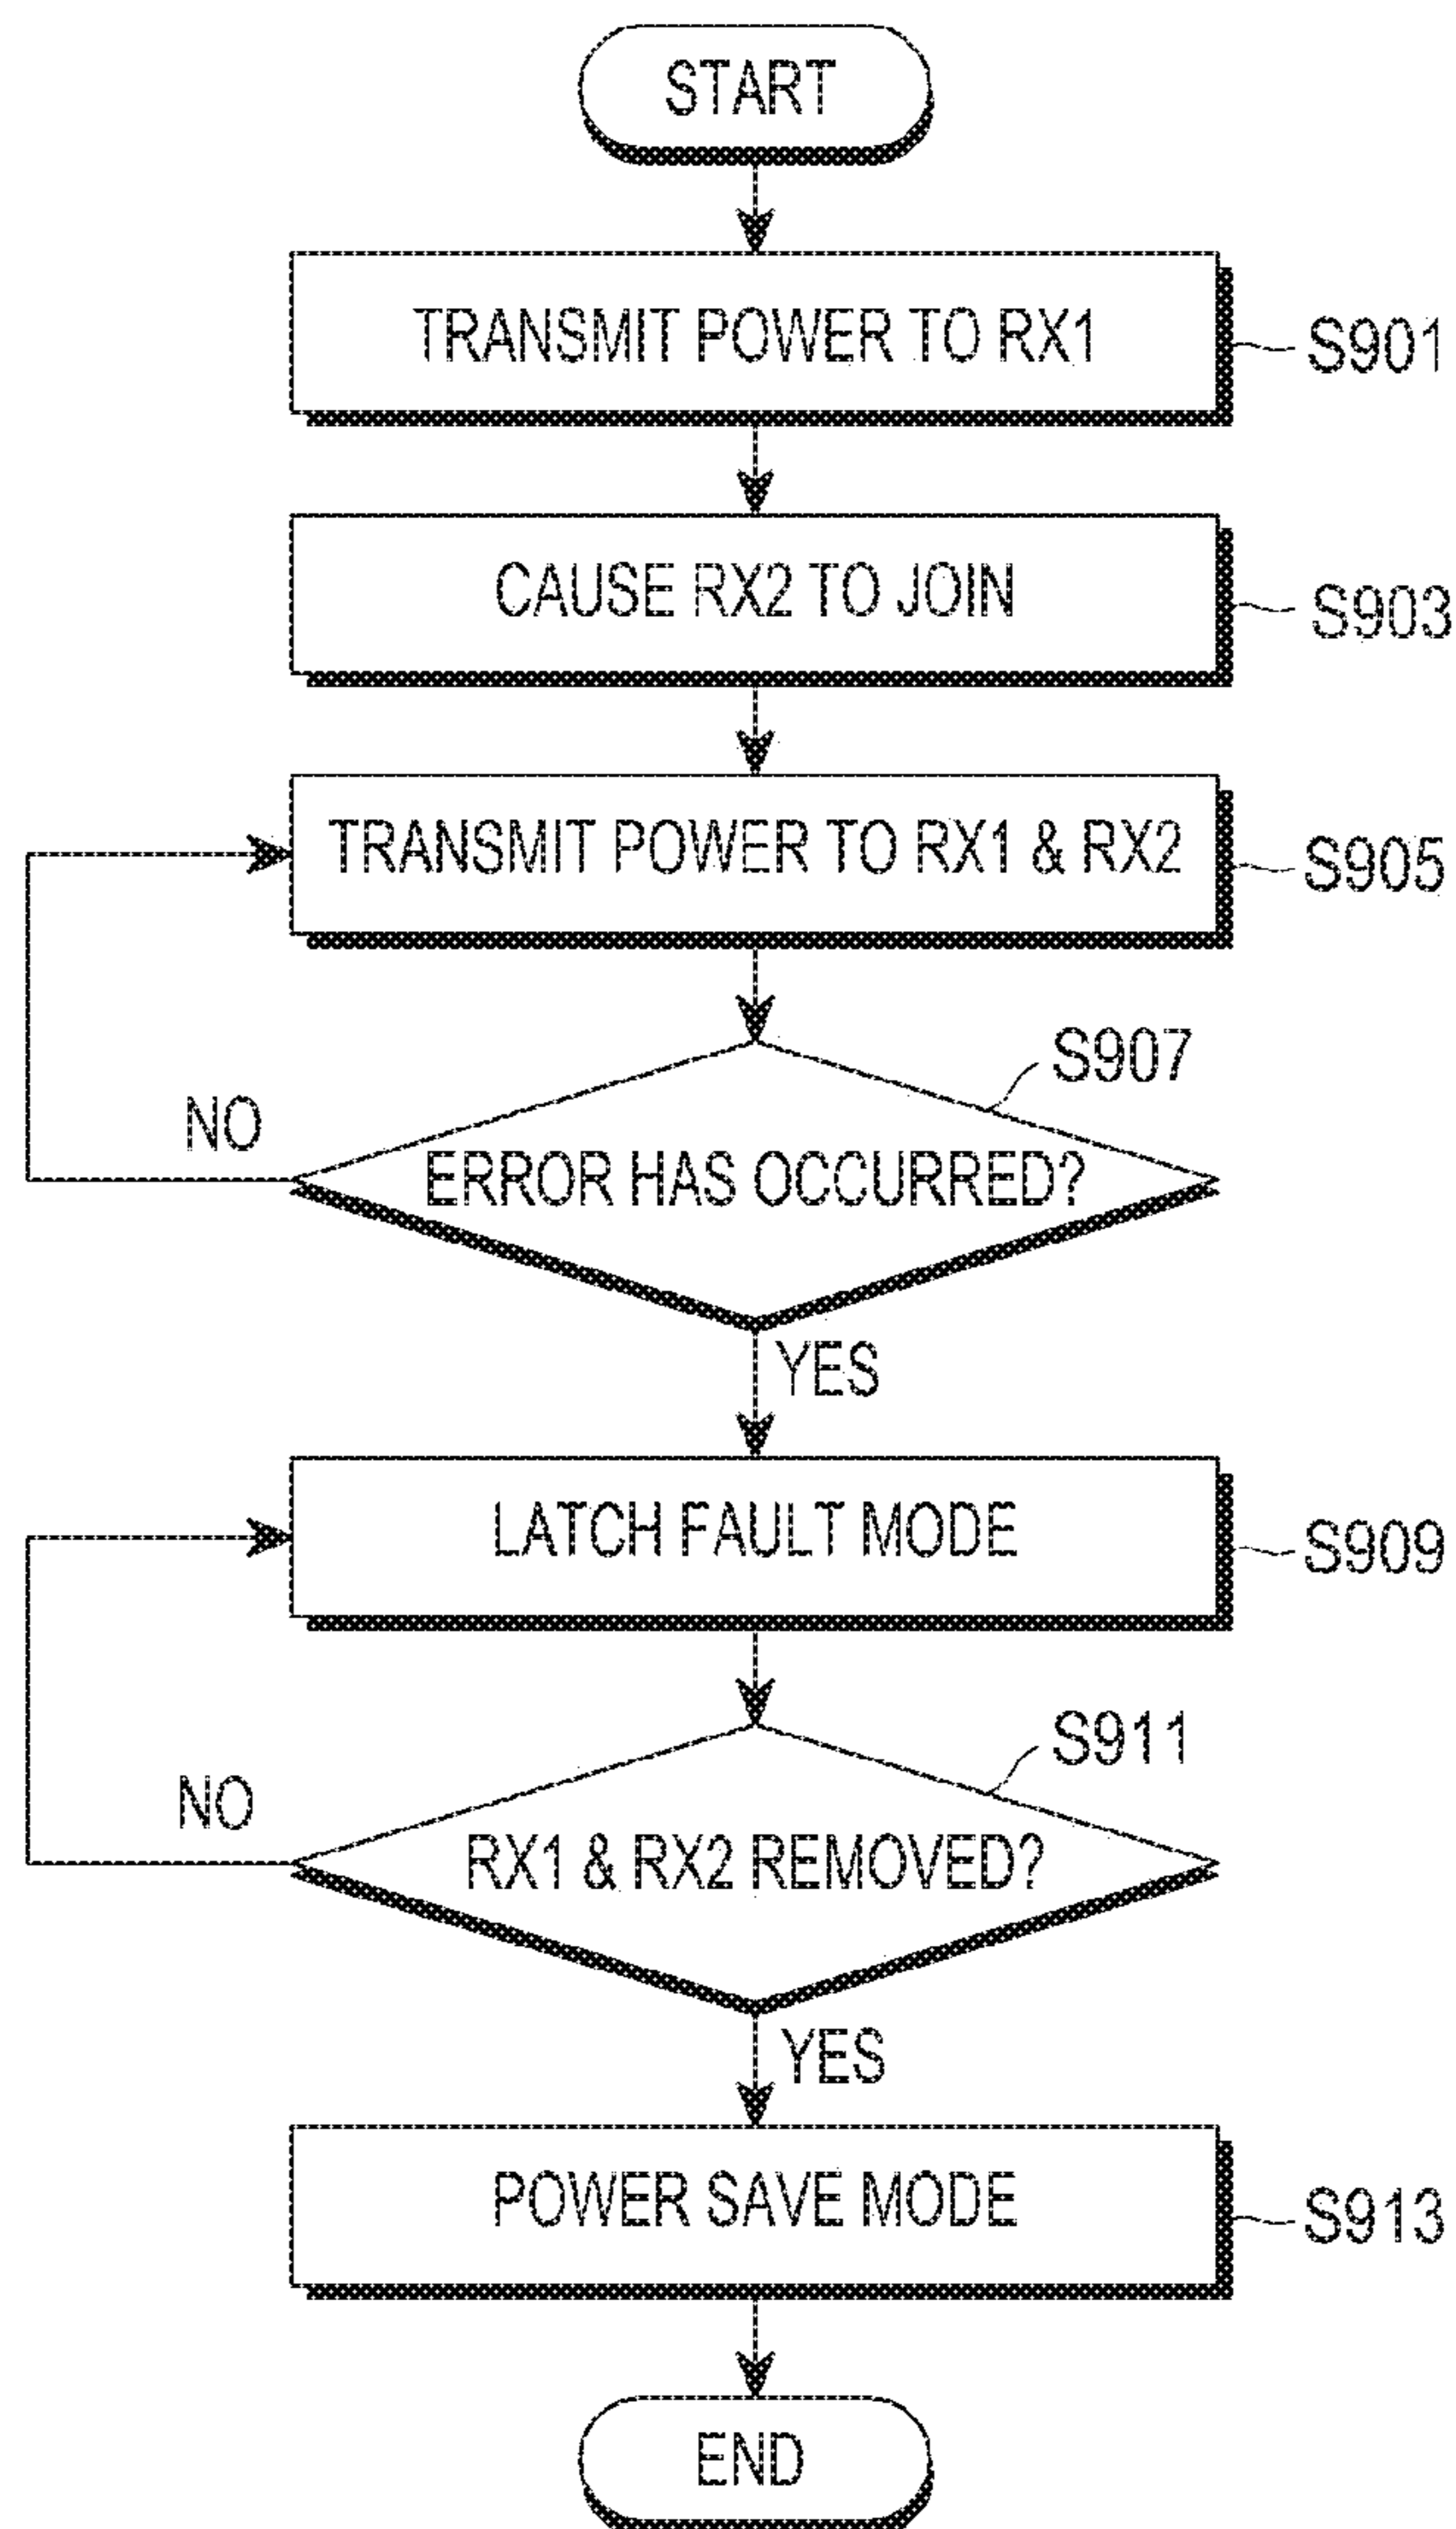 START
TRANSMIT POWER TO RX1
S901
CAUSE RX2 TO JOIN
S903
TRANSMIT POWER TO RX1 & RX2
S905
S907
NO
ERROR HAS OCCURRED?
YES
LATCH FAULT MODE
S909
S911
NO
RX1 & RX2 REMOVED?
YES
POWER SAVE MODE
S913
END